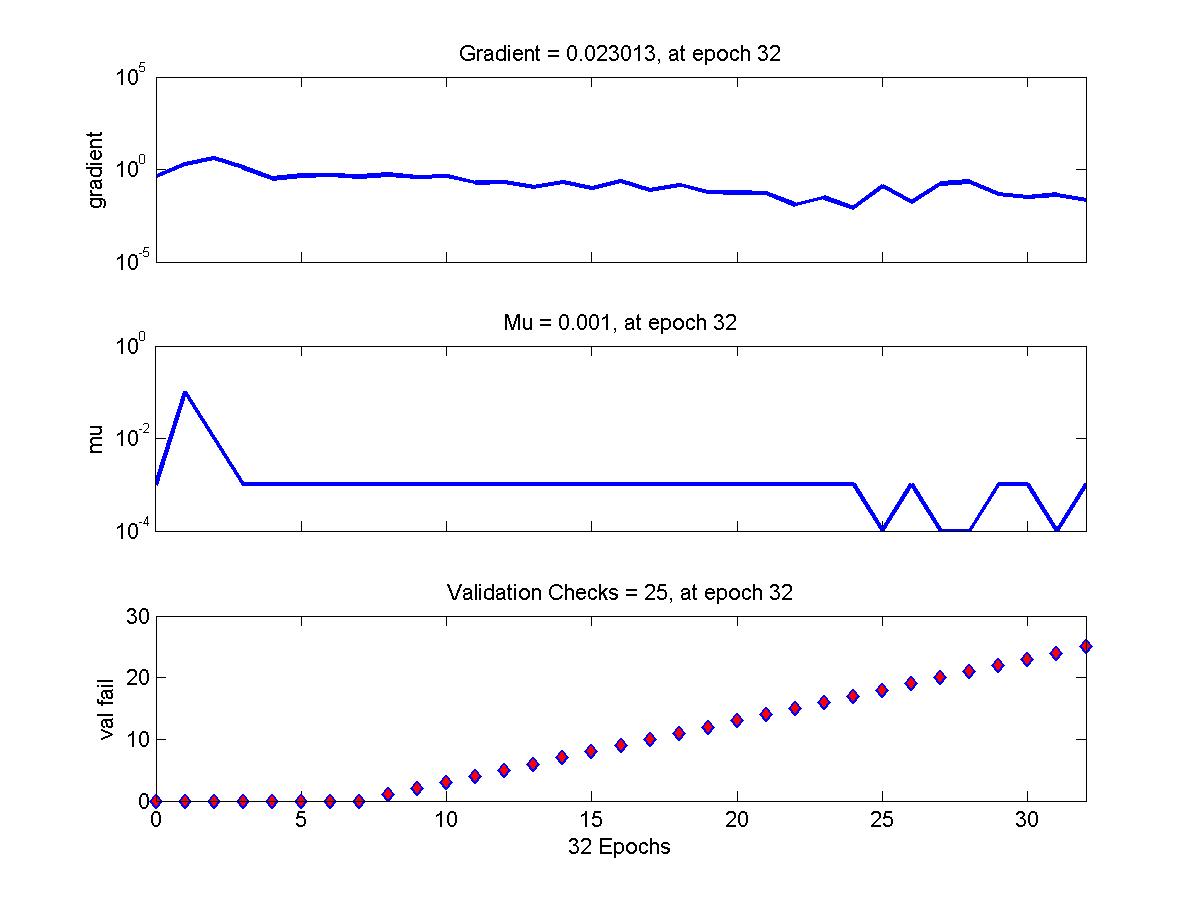 Gradient = 0.023013, at epoch 32
10^5
10^0
10^-5
gradient
Mu = 0.001, at epoch 32
10^0
10^-2
10^-4
mu
Validation Checks = 25, at epoch 32
30
20
10
0
val fail
0 5 10 15 20 25 30
32 Epochs